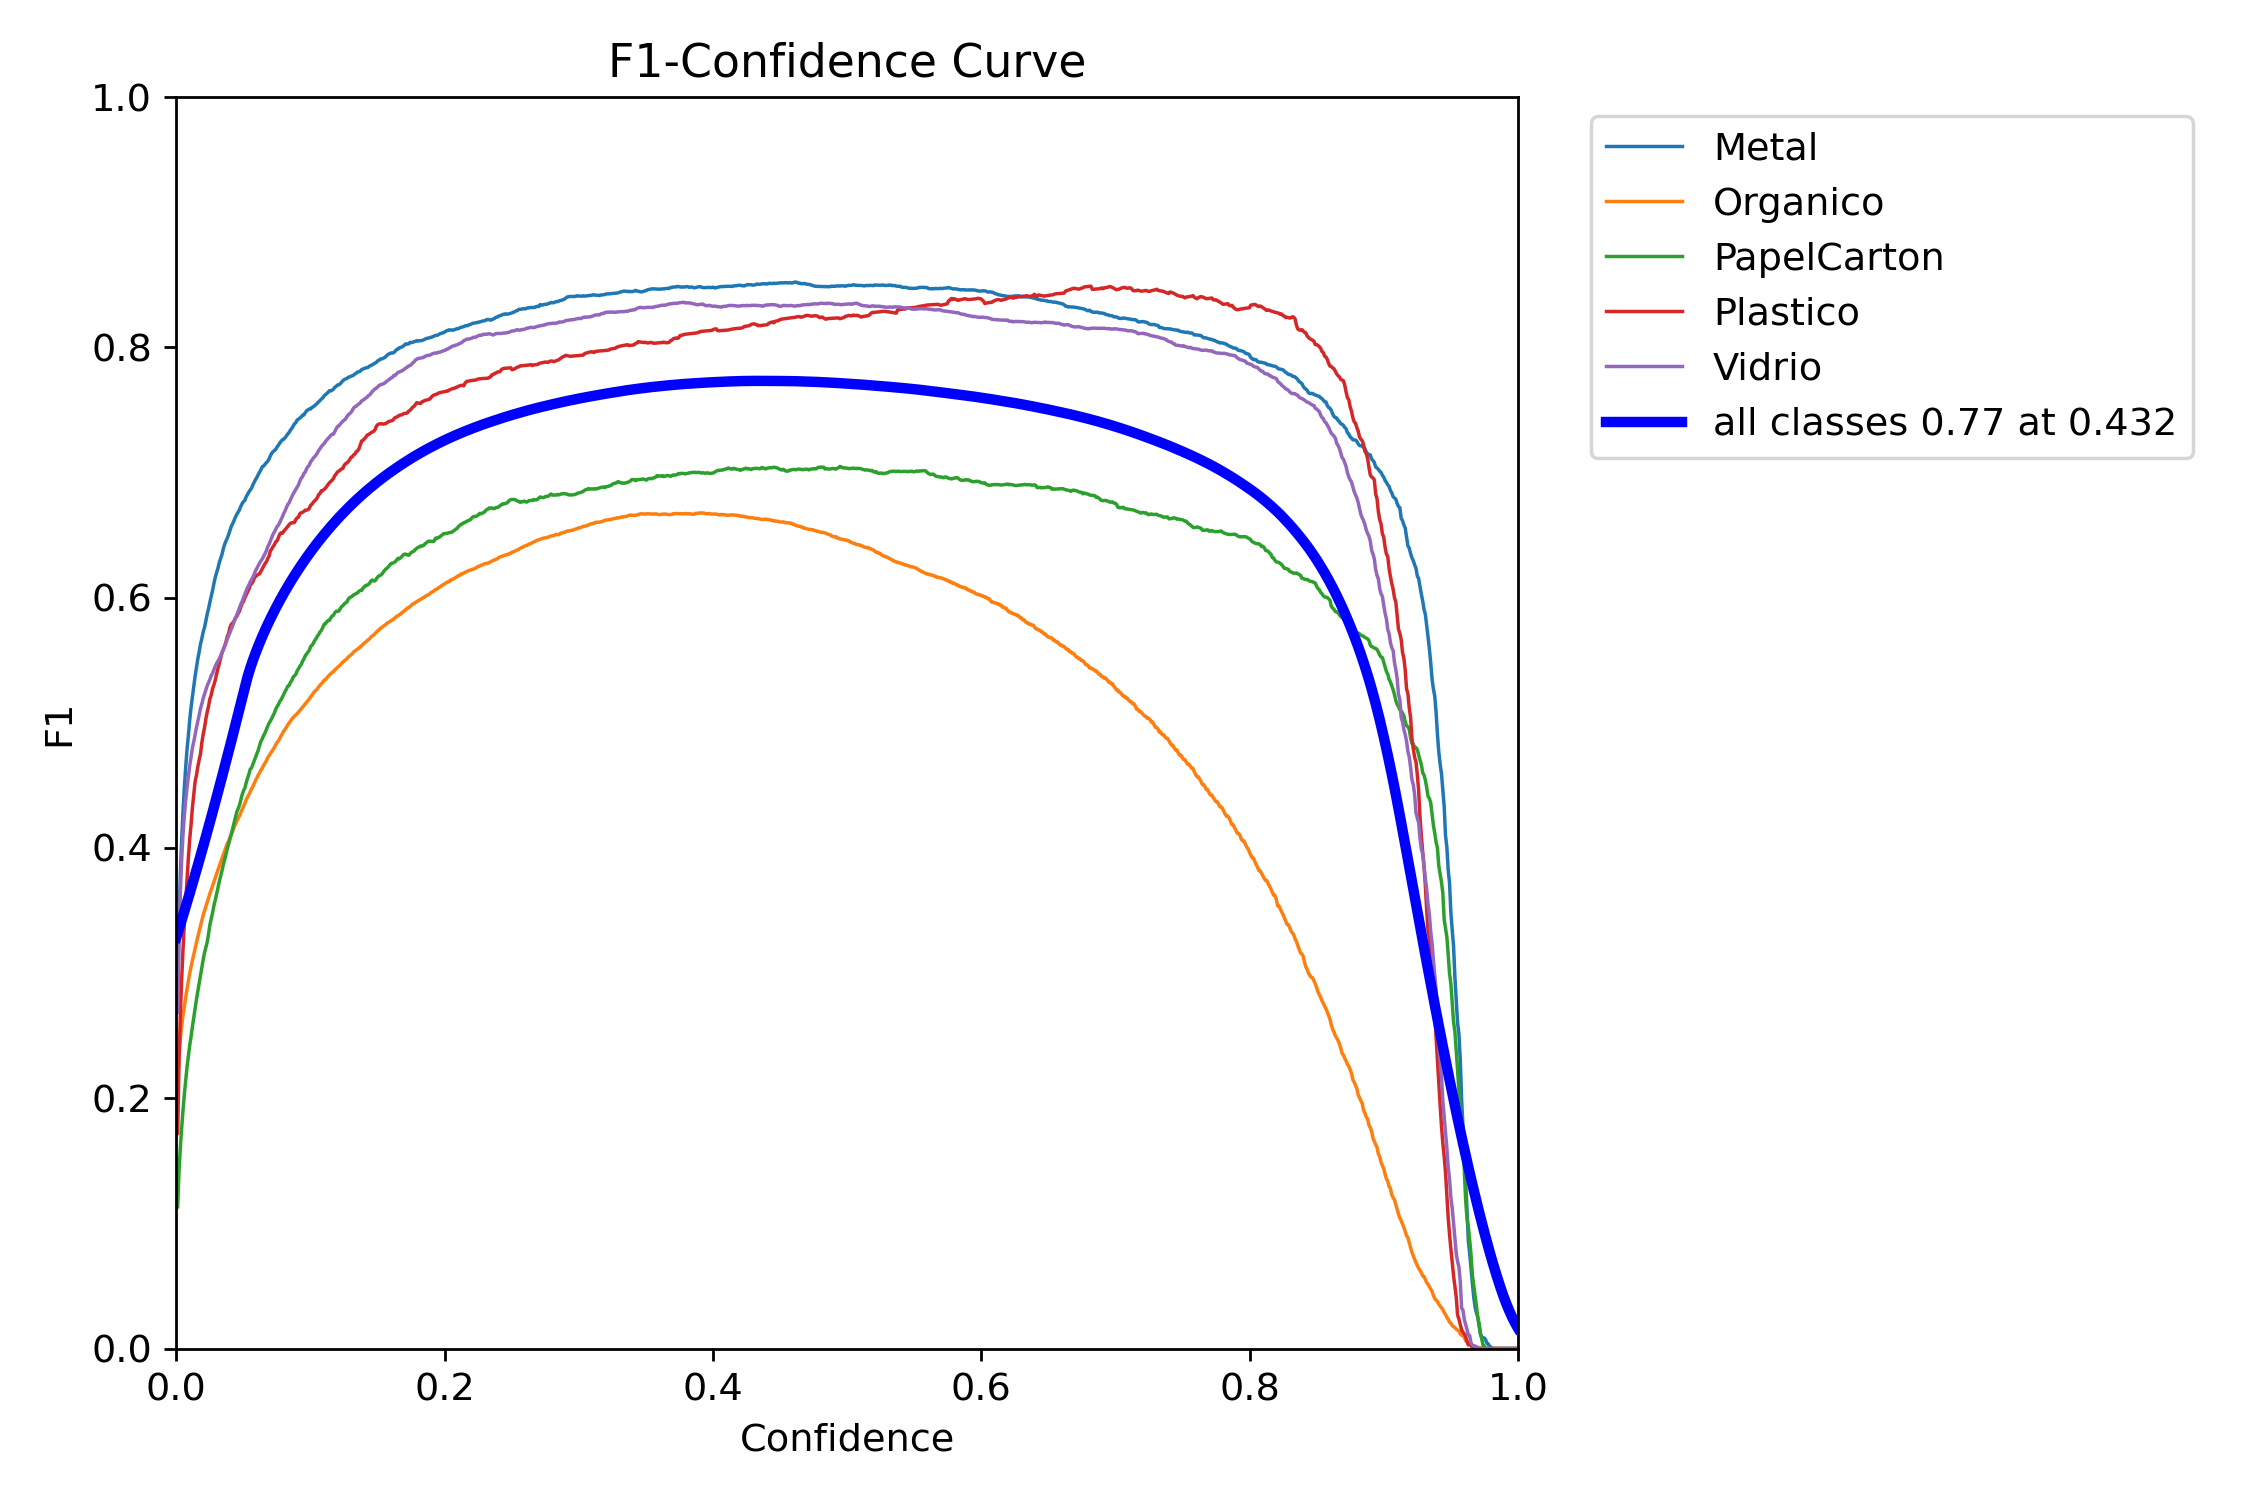 F1-Confidence Curve
1.0
0.8
0.6
0.4
0.2
0.0
F1
0.0 0.2 0.4 0.6 0.8 1.0
Confidence
Metal
Organico
PapelCarton
Plastico
Vidrio
all classes 0.77 at 0.432